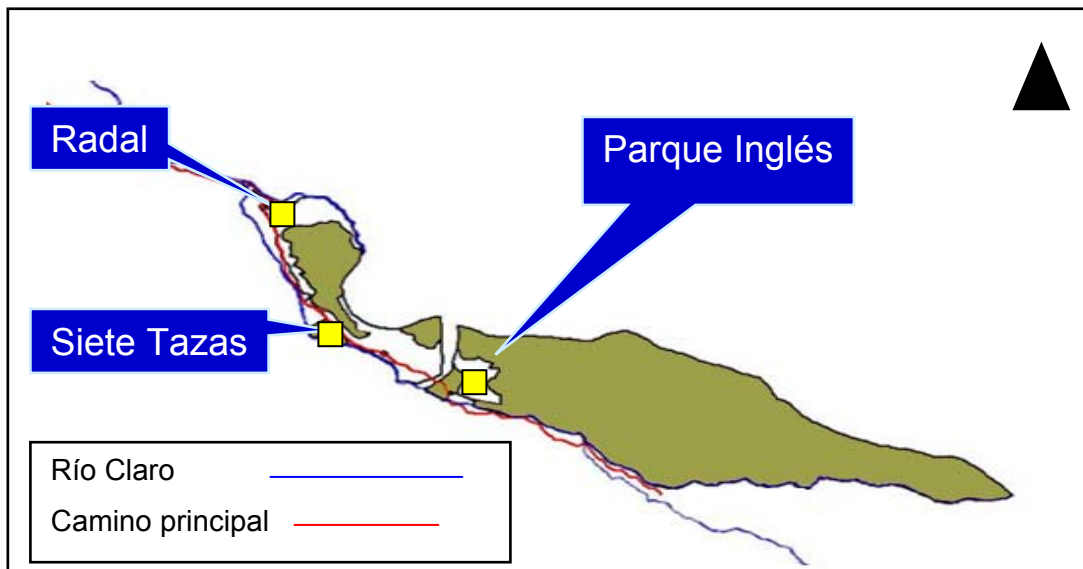 Radal
Parque Inglés
Siete Tazas
Río Claro
Camino principal